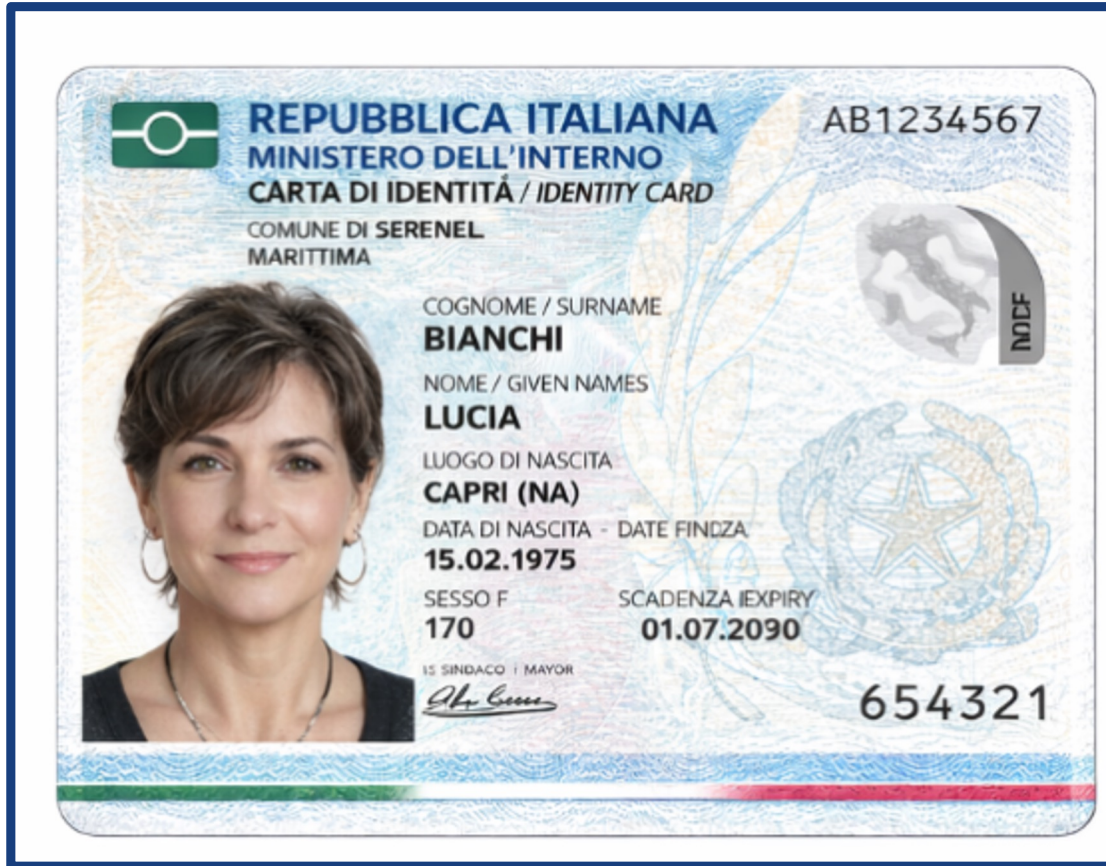 REPUBBLICA ITALIANA
AB1234567
MINISTERO DELL'INTERNO
CARTA DI IDENTITÅ / IDENTITY CARD
COMUNE DI SERENEL
MARITTIMA
COGNOME / SURNAME
BIANCHI
NOME / GIVEN NAMES
LUCIA
LUOGO DI NASCITA
CAPRI (NA)
DATA DI NASCITA - DATE FINDZA
15.02.1975
SESSO F SCADENZA IEXPIRY
170 01.07.2090
SINDACO MAYOR
654321